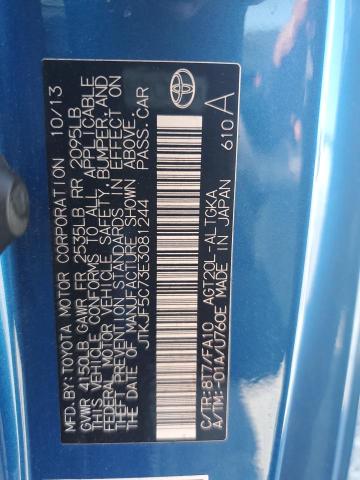 MFD BY: TOYOTA MOTOR CORPORATION 10/13
GVWR 4150LB GAWR FR 2535LB RR 2095LB
THIS VEHICLE CONFORMS TO ALL APPLICABLE
FEDERAL MOTOR VEHICLE SAFETY, BUMPER, AND
THEFT PREVENTION STANDARDS IN EFFECT ON
THE DATE OF MANUFACTURE SHOWN ABOVE.
JTKJF5C73E3081244 PASS.CAR
TOYOTA
C/TR: 8T7/FA10 AGT20L-ALTGKA
A/TM: -01A/U760E MADE IN JAPAN 610A